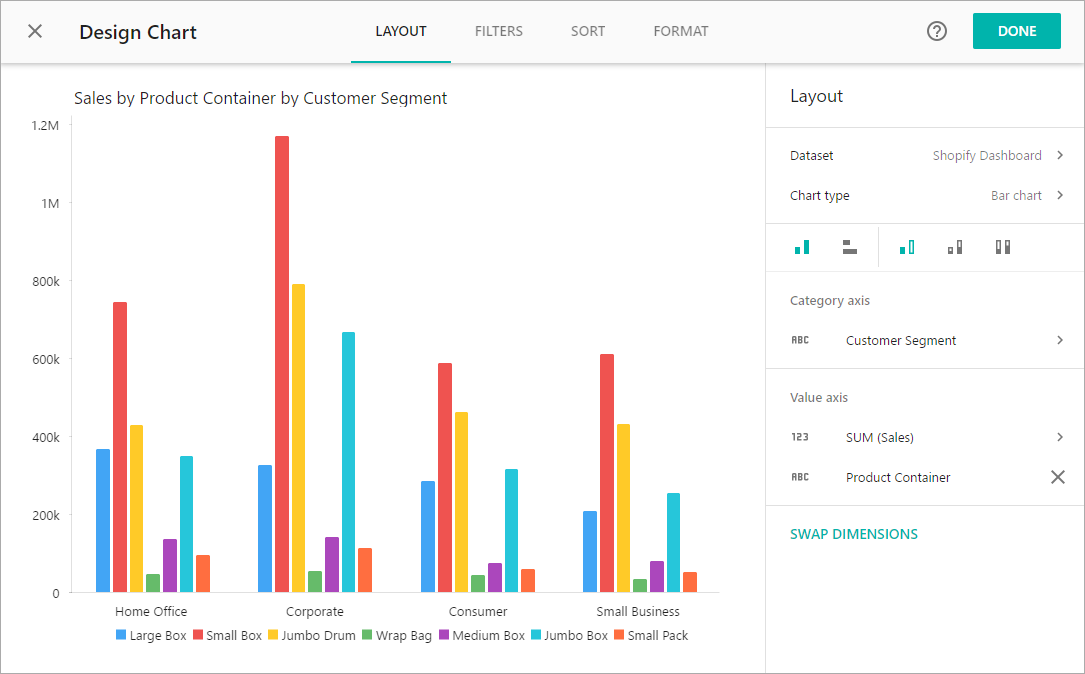 Design Chart
LAYOUT FILTERS SORT FORMAT
DONE
Sales by Product Container by Customer Segment
1.2M
1M
800k
600k
400k
200k
0
Home Office Corporate Consumer Small Business
Large Box Small Box Jumbo Drum Wrap Bag Medium Box Jumbo Box Small Pack
Layout
Dataset Shopify Dashboard
Chart type Bar chart
Category axis
ABC Customer Segment
Value axis
123 SUM (Sales)
ABC Product Container
SWAP DIMENSIONS